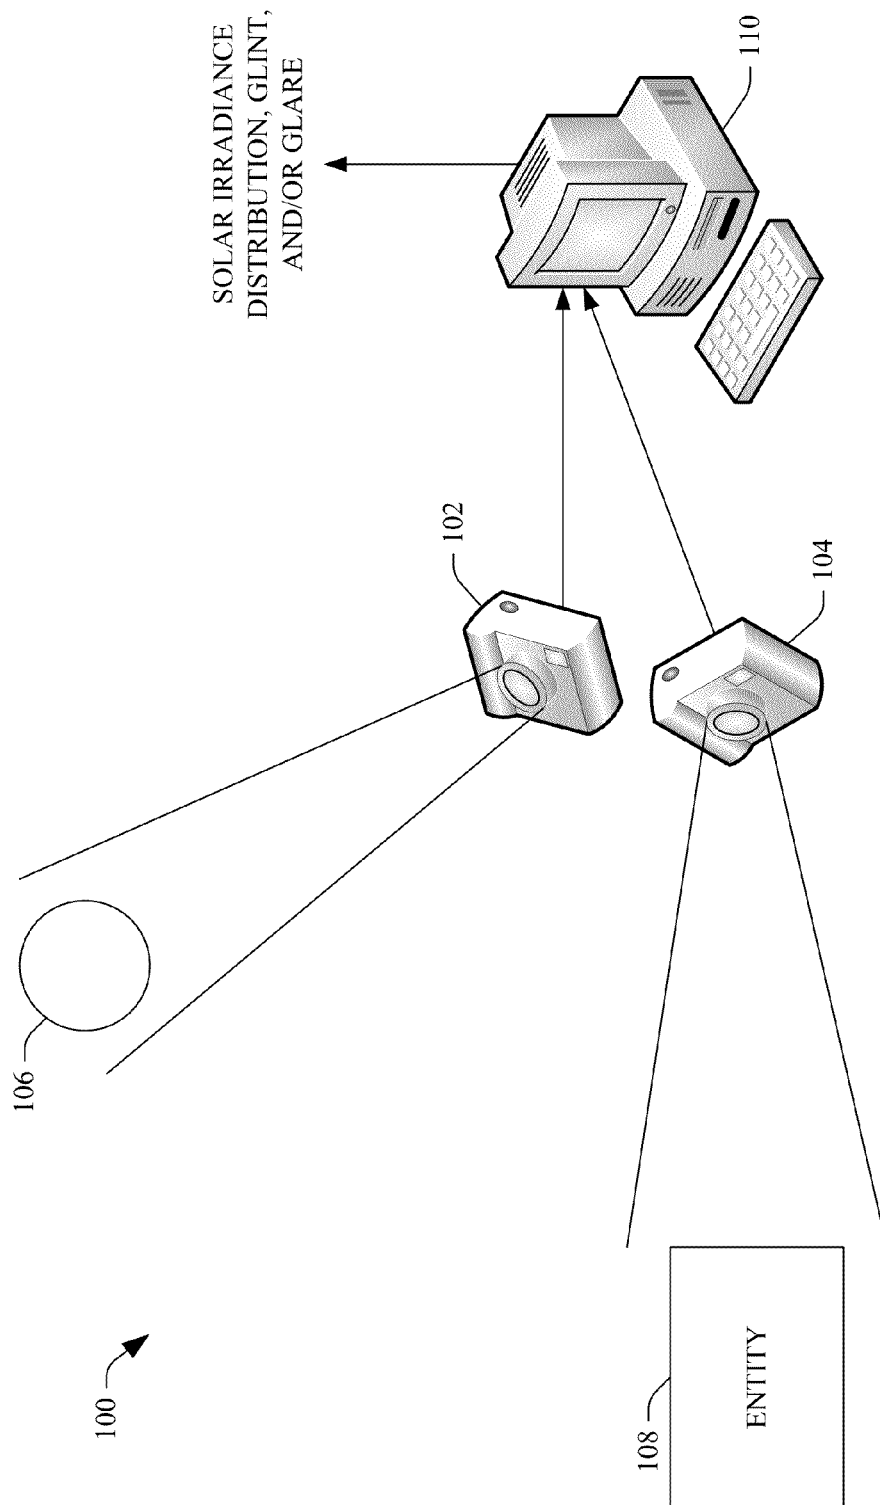 100
106
108
ENTITY
102
104
110
SOLAR IRRADIANCE
DISTRIBUTION, GLINT,
AND/OR GLARE